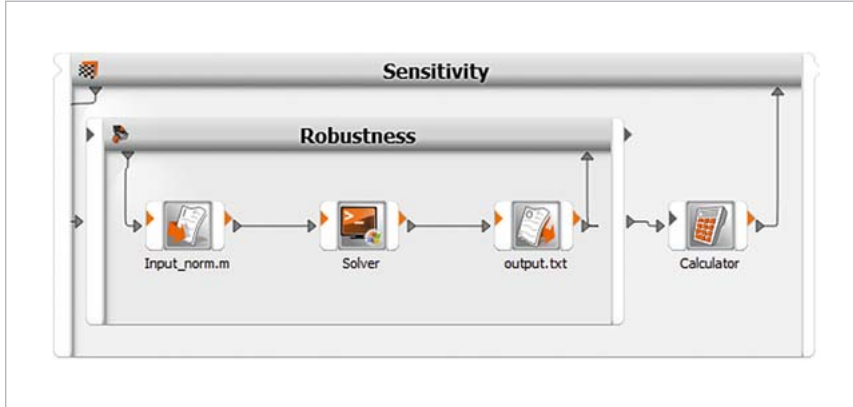 Sensitivity
Robustness
Input_norm.m
Solver
output.txt
Calculator